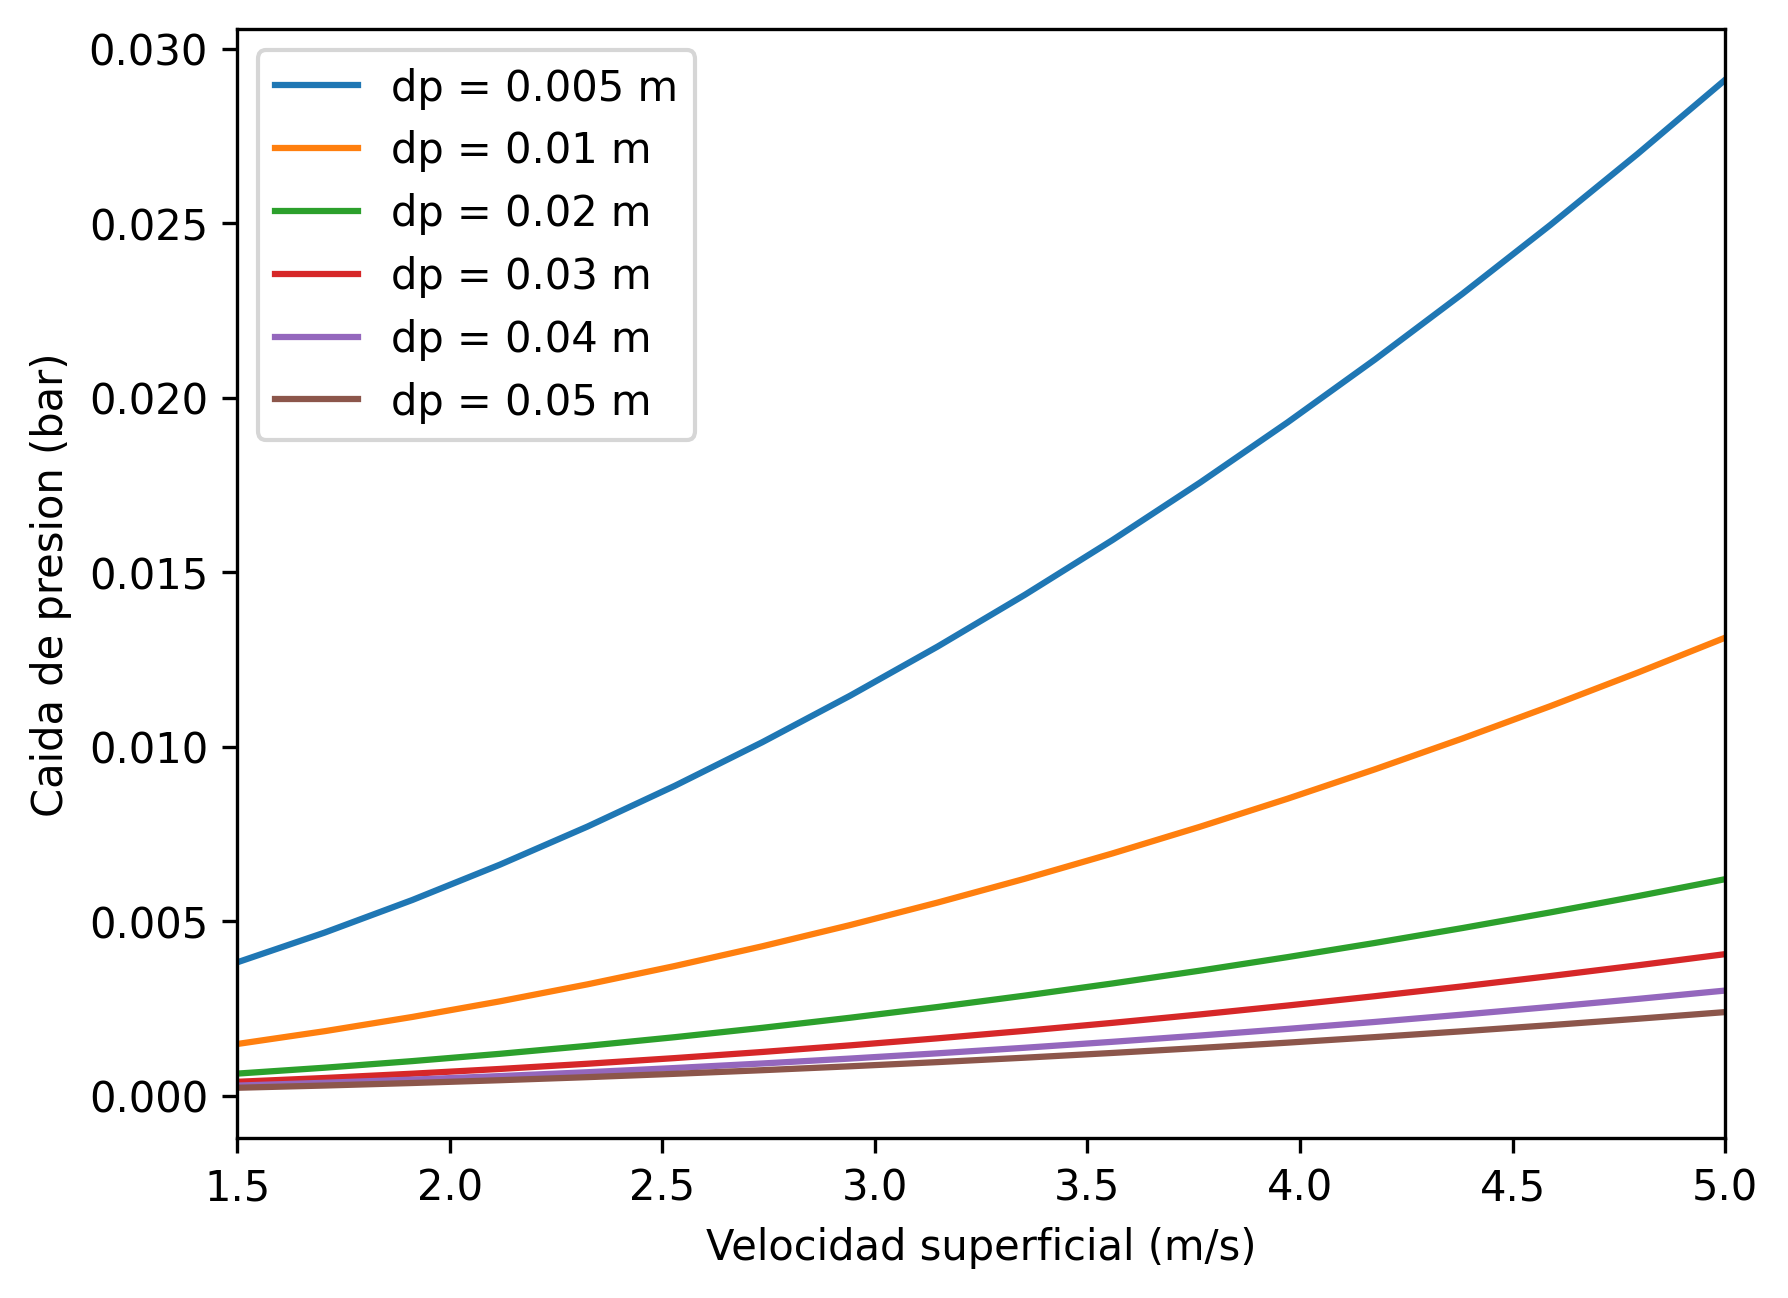 0.030
0.025
0.020
0.015
0.010
0.005
0.000
Caida de presion (bar)
dp = 0.005 m
dp = 0.01 m
dp = 0.02 m
dp = 0.03 m
dp = 0.04 m
dp = 0.05 m
1.5 2.0 2.5 3.0 3.5 4.0 4.5 5.0
Velocidad superficial (m/s)